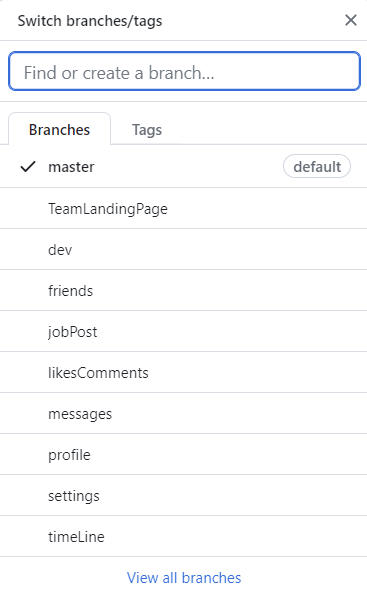 Switch branches/tags
Find or create a branch...
Branches Tags
master default
TeamLandingPage
dev
friends
jobPost
likesComments
messages
profile
settings
timeLine
View all branches